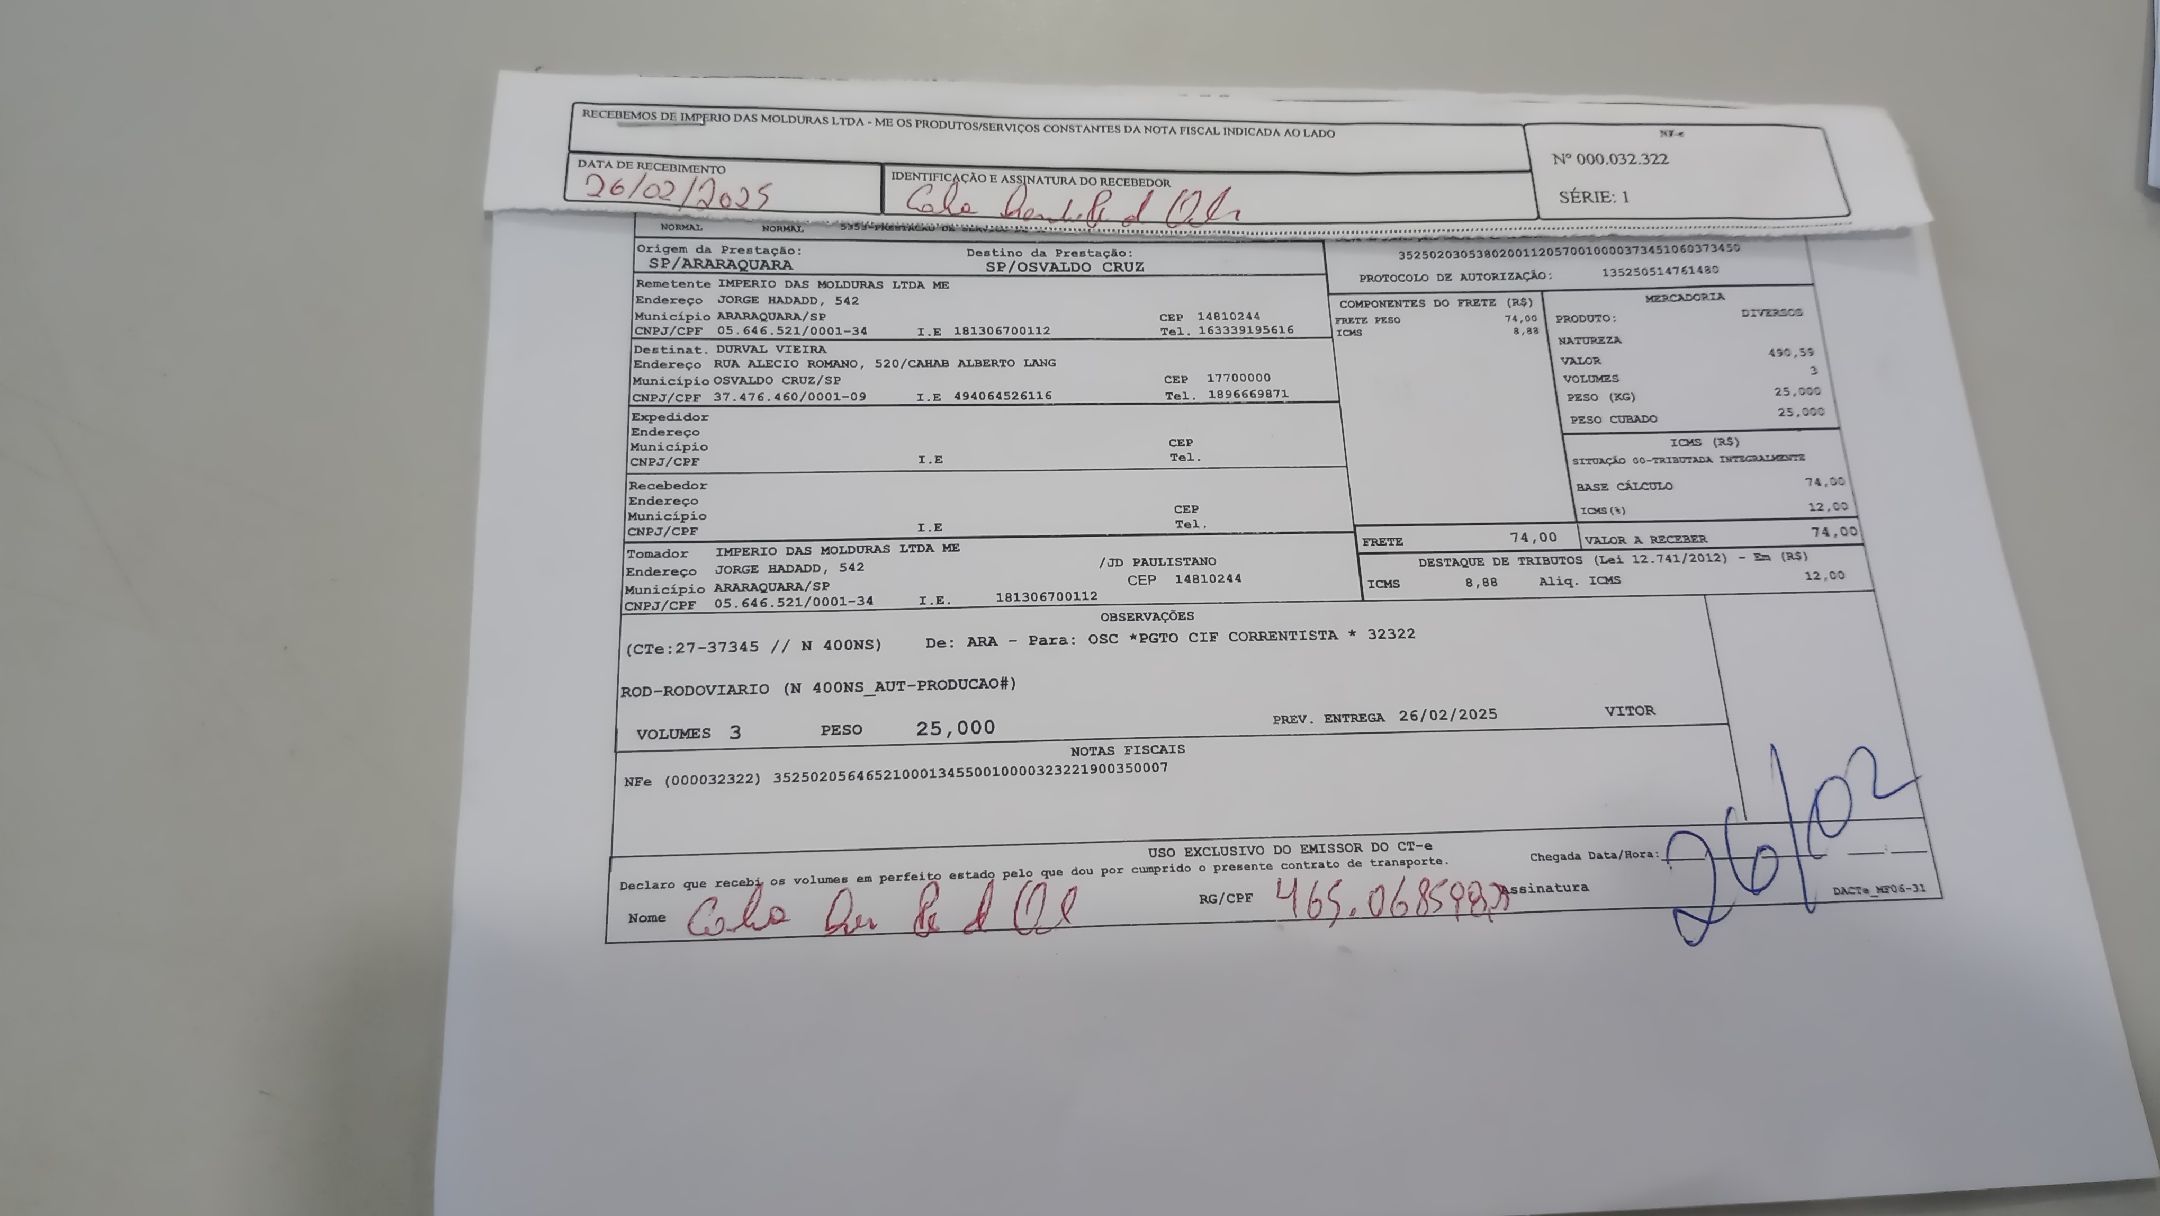 RECEBEMOS DE IMPERIO DAS MOLDURAS LTDA - ME OS PRODUTOS/SERVIÇOS CONSTANTES DA NOTA FISCAL INDICADA AO LADO
NF-e
Nº 000.032.322
SÉRIE: 1
DATA DE RECEBIMENTO
26/02/2025
IDENTIFICAÇÃO E ASSINATURA DO RECEBEDOR
NORMAL NORMAL
Origem da Prestação: Destino da Prestação:
SP/ARARAQUARA SP/OSVALDO CRUZ
35250203053802001120570010000373451060373450
PROTOCOLO DE AUTORIZAÇÃO: 135250514761480
Remetente IMPERIO DAS MOLDURAS LTDA ME
Endereço JORGE HADADD, 542
Município ARARAQUARA/SP CEP 14810244
CNPJ/CPF 05.646.521/0001-34 I.E 181306700112 Tel. 163339195616
Destinat. DURVAL VIEIRA
Endereço RUA ALECIO ROMANO, 520/CAHAB ALBERTO LANG
Município OSVALDO CRUZ/SP CEP 17700000
CNPJ/CPF 37.476.460/0001-09 I.E 494064526116 Tel. 1896669871
Expedidor
Endereço
Município CEP
CNPJ/CPF I.E Tel.
Recebedor
Endereço
Município CEP
CNPJ/CPF I.E Tel.
Tomador IMPERIO DAS MOLDURAS LTDA ME
Endereço JORGE HADADD, 542 /JD PAULISTANO
Município ARARAQUARA/SP CEP 14810244
CNPJ/CPF 05.646.521/0001-34 I.E. 181306700112
COMPONENTES DO FRETE (R$)
FRETE PESO 74,00
ICMS 8,88
MERCADORIA
PRODUTO: DIVERSOS
NATUREZA
VALOR 490,59
VOLUMES 3
PESO (KG) 25,000
PESO CUBADO 25,000
ICMS (R$)
SITUAÇÃO 00-TRIBUTADA INTEGRALMENTE
BASE CÁLCULO 74,00
ICMS(%) 12,00
FRETE 74,00 VALOR A RECEBER 74,00
DESTAQUE DE TRIBUTOS (Lei 12.741/2012) - Em (R$)
ICMS 8,88 Aliq. ICMS 12,00
OBSERVAÇÕES
(CTe:27-37345 // N 400NS) De: ARA - Para: OSC *PGTO CIF CORRENTISTA * 32322
ROD-RODOVIARIO (N 400NS_AUT-PRODUCAO#)
VOLUMES 3 PESO 25,000 PREV. ENTREGA 26/02/2025 VITOR
NOTAS FISCAIS
NFe (000032322) 35250205646521000134550010000323221900350007
USO EXCLUSIVO DO EMISSOR DO CT-e
Declaro que recebi os volumes em perfeito estado pelo que dou por cumprido o presente contrato de transporte.
Chegada Data/Hora: 26/02
Nome RG/CPF Assinatura
DACTe_MF06-31